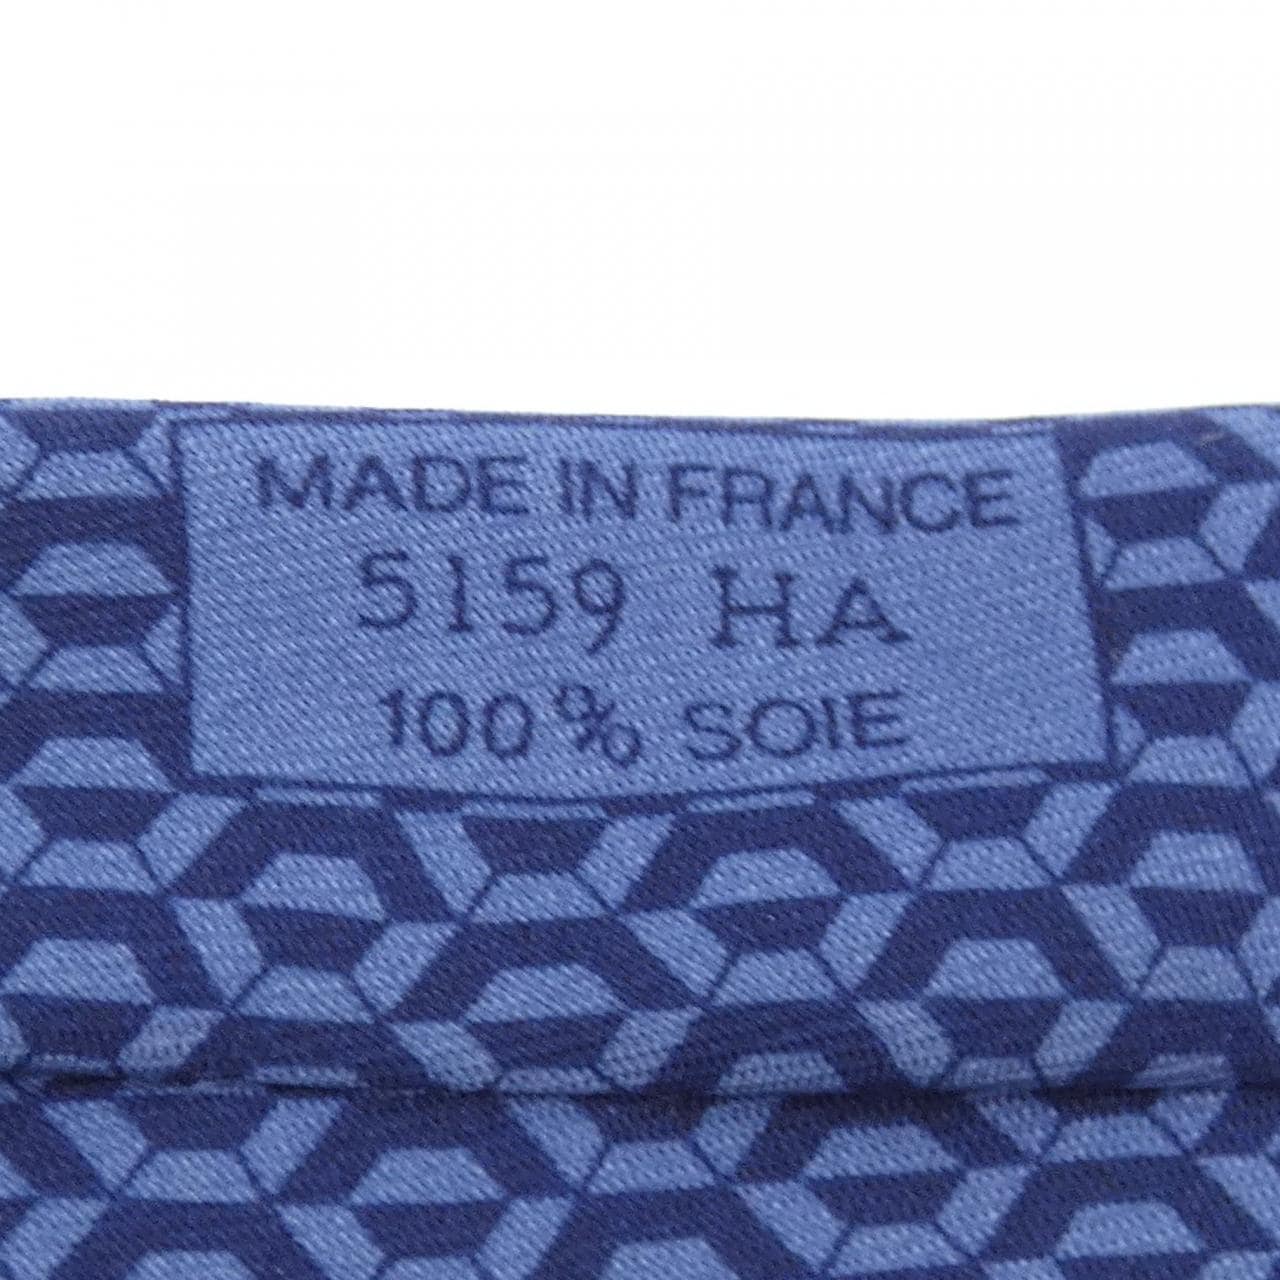 MADE IN FRANCE
5159 HA
100% SOIE